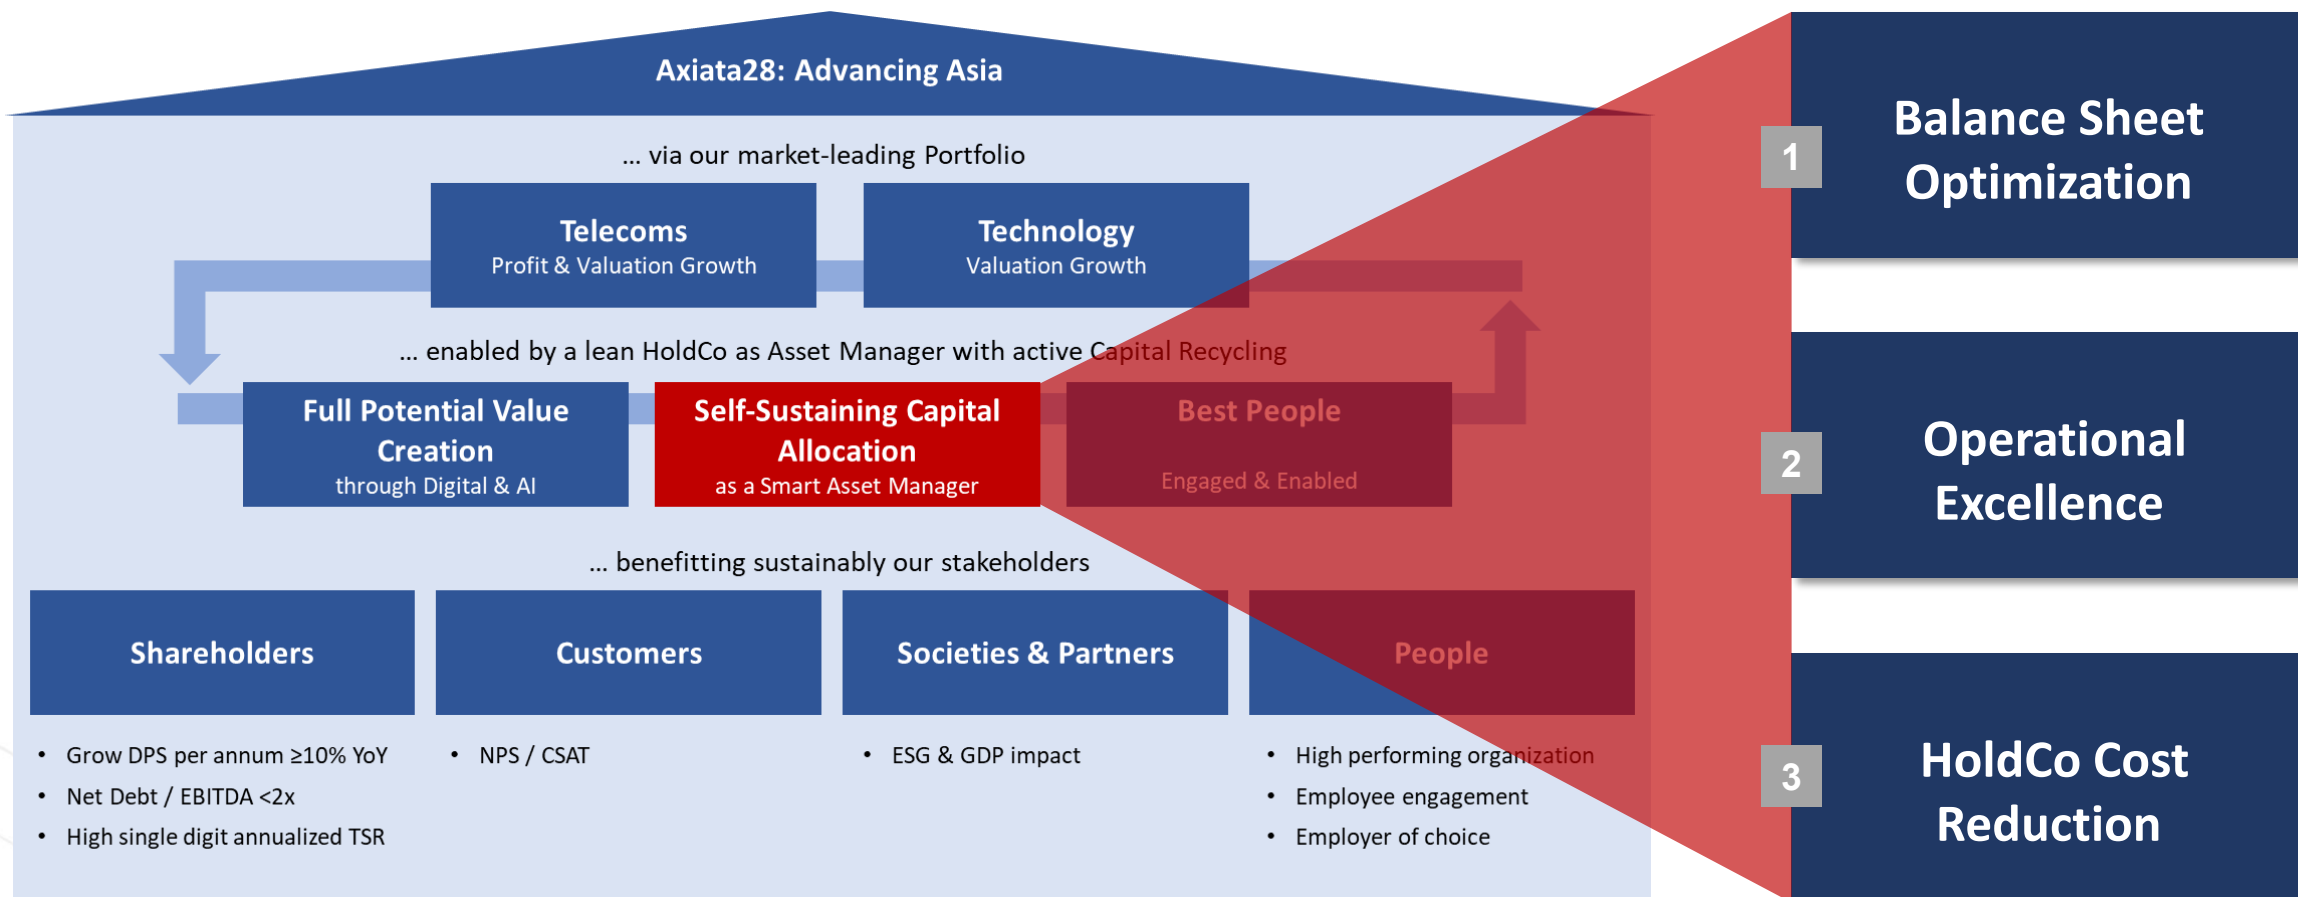 Axiata28: Advancing Asia
... via our market-leading Portfolio
Telecoms
Profit & Valuation Growth
Technology
Valuation Growth
... enabled by a lean HoldCo as Asset Manager with active Capital Recycling
Full Potential Value
Creation
through Digital & AI
Self-Sustaining Capital
Allocation
as a Smart Asset Manager
Best People
Engaged & Enabled
... benefitting sustainably our stakeholders
Shareholders
• Grow DPS per annum ≥10% YoY
• Net Debt / EBITDA <2x
• High single digit annualized TSR
Customers
• NPS / CSAT
Societies & Partners
• ESG & GDP impact
People
• High performing organization
• Employee engagement
• Employer of choice
1
Balance Sheet
Optimization
2
Operational
Excellence
3
HoldCo Cost
Reduction